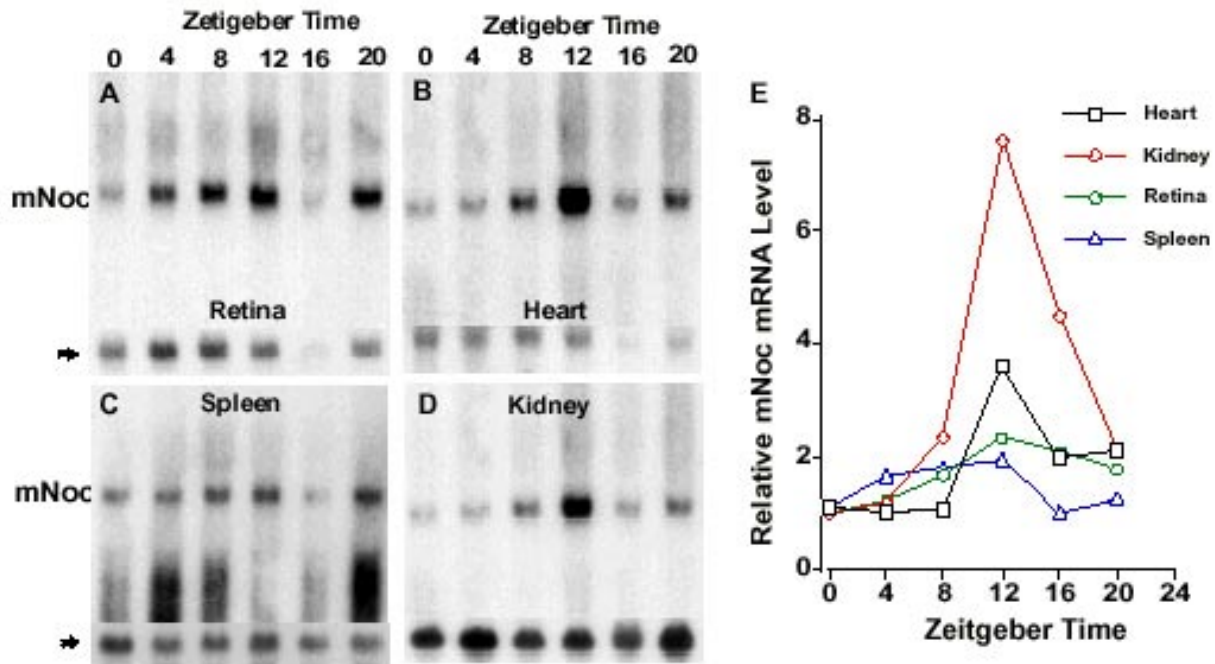 Zetigeber Time
0 4 8 12 16 20
A
mNoc
Retina
Zetigeber Time
0 4 8 12 16 20
B
Heart
C
Spleen
mNoc
D
Kidney
E
Relative mNoc mRNA Level
8
6
4
2
0
0 4 8 12 16 20 24
Zeitgeber Time
Heart
Kidney
Retina
Spleen